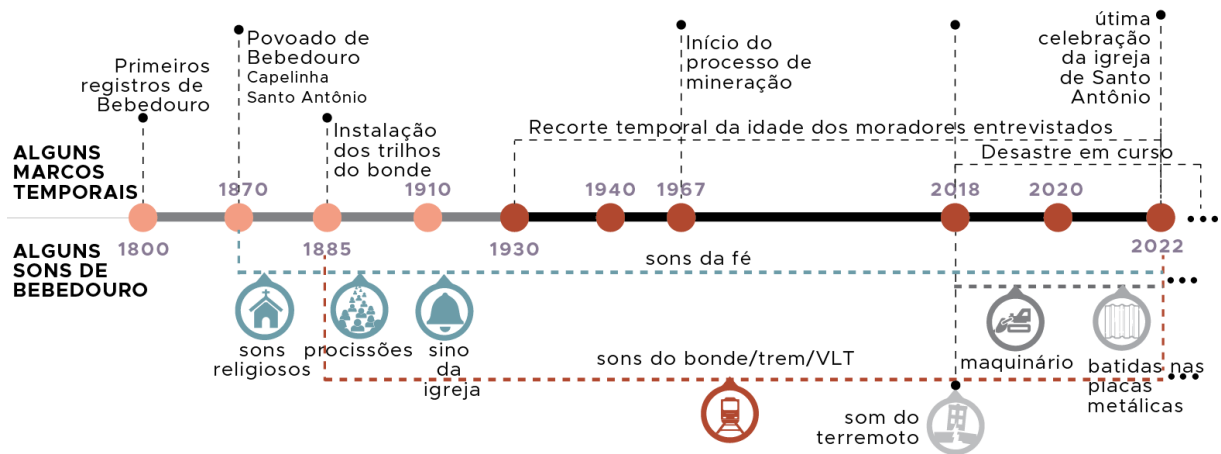 Primeiros
registros de
Bebedouro
Povoado de
Bebedouro
Capelinha
Santo Antônio
Instalação
dos trilhos
do bonde
Início do
processo de
mineração
útima
celebração
da igreja
de Santo
Antônio
Recorte temporal da idade dos moradores entrevistados
Desastre em curso
ALGUNS
MARCOS
TEMPORAIS
1870
1910
1940
1967
2018
2020
1800
1885
1930
2022
ALGUNS
SONS DE
BEBEDOURO
sons da fé
sons
religiosos
procissões
sino
da
igreja
sons do bonde/trem/VLT
maquinário
batidas nas
placas
metálicas
som do
terremoto